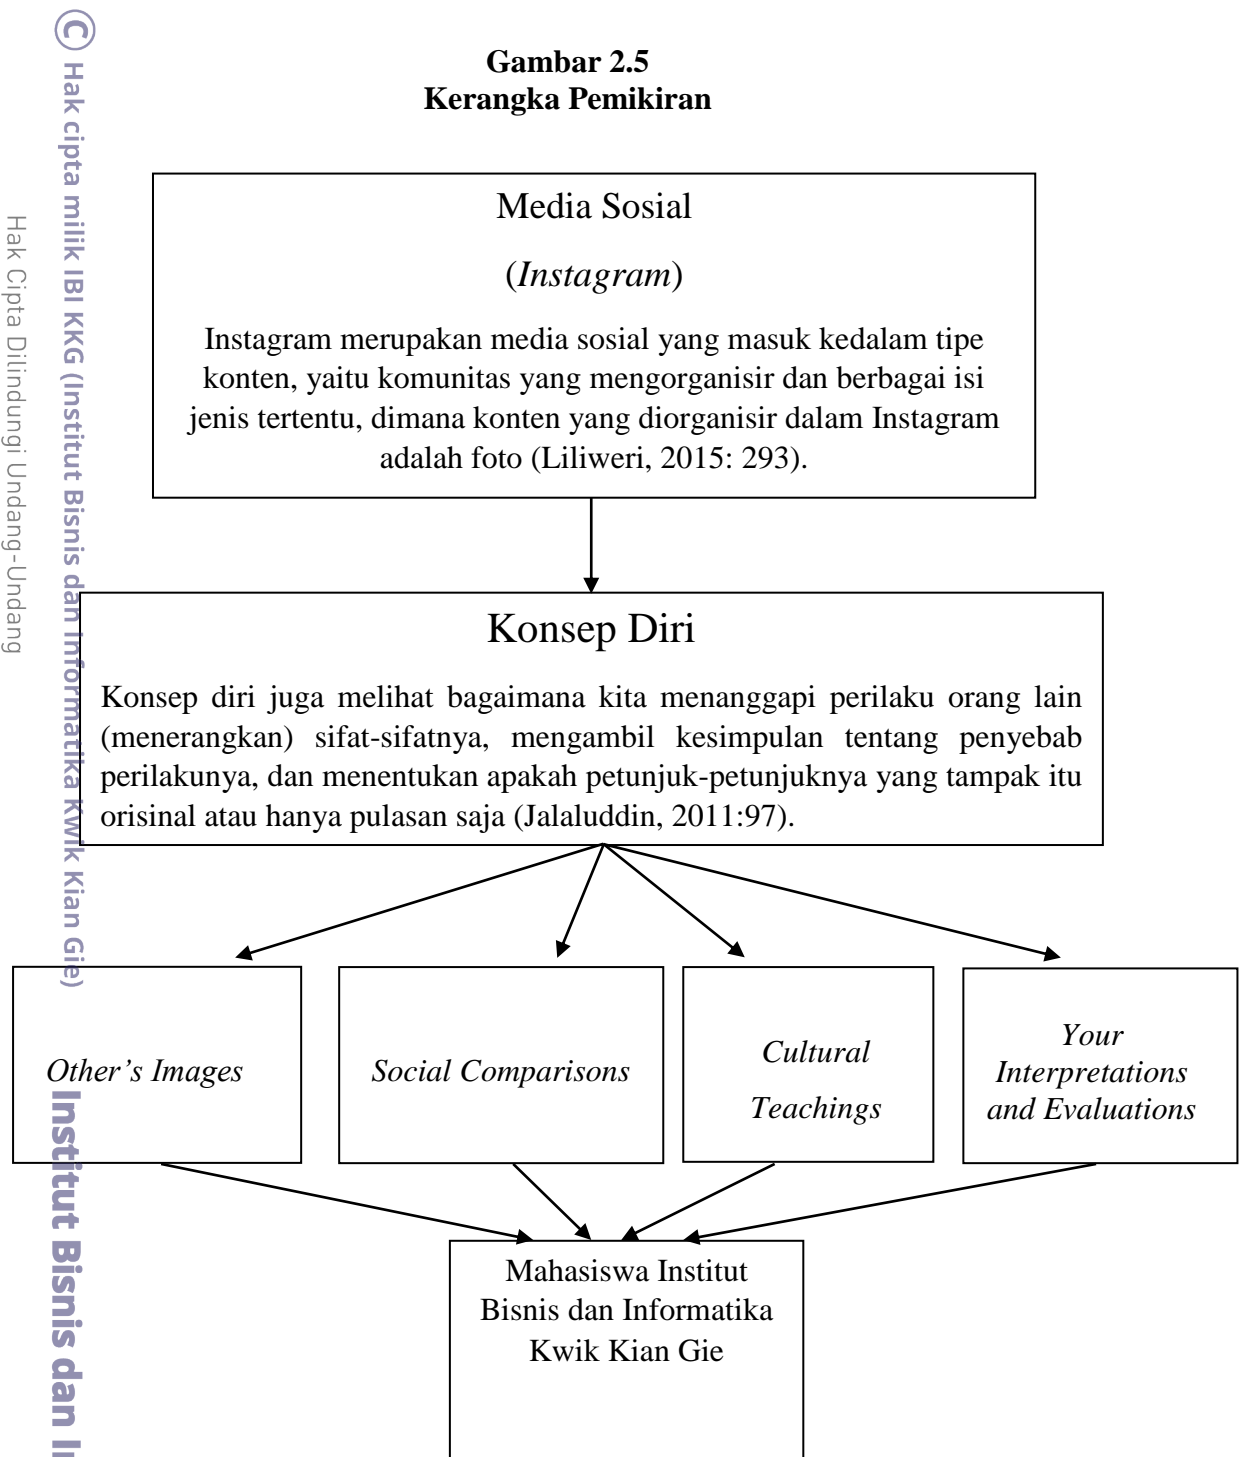 Gambar 2.5
Kerangka Pemikiran
Media Sosial
(Instagram)
Instagram merupakan media sosial yang masuk kedalam tipe
konten, yaitu komunitas yang mengorganisir dan berbagai isi
jenis tertentu, dimana konten yang diorganisir dalam Instagram
adalah foto (Liliweri, 2015: 293).
Konsep Diri
Konsep diri juga melihat bagaimana kita menanggapi perilaku orang lain
(menerangkan) sifat-sifatnya, mengambil kesimpulan tentang penyebab
perilakunya, dan menentukan apakah petunjuk-petunjuknya yang tampak itu
orisinal atau hanya pulasan saja (Jalaluddin, 2011:97).
Other’s Images
Social Comparisons
Cultural
Teachings
Your
Interpretations
and Evaluations
Mahasiswa Institut
Bisnis dan Informatika
Kwik Kian Gie
© Hak cipta milik IBI KKG (Institut Bisnis dan Informatika Kwik Kian Gie)
Hak Cipta Dilindungi Undang-Undang
Institut Bisnis dan